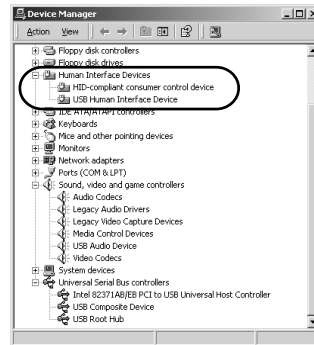 Device Manager
Action View
Floppy disk controllers
Floppy disk drives
Human Interface Devices
HID-compliant consumer control device
USB Human Interface Device
IDE ATA/ATAPI controllers
Keyboards
Mice and other pointing devices
Monitors
Network adapters
Ports (COM & LPT)
Sound, video and game controllers
Audio Codecs
Legacy Audio Drivers
Legacy Video Capture Devices
Media Control Devices
USB Audio Device
Video Codecs
System devices
Universal Serial Bus controllers
Intel 82371AB/EB PCI to USB Universal Host Controller
USB Composite Device
USB Root Hub